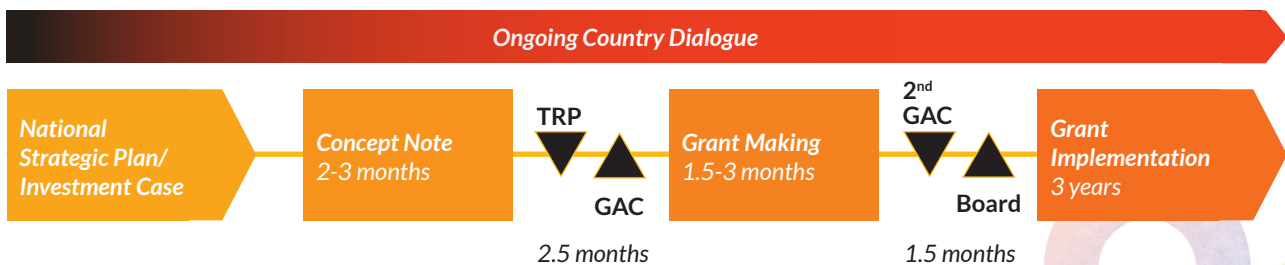 Ongoing Country Dialogue
National
Strategic Plan/
Investment Case
Concept Note
2-3 months
TRP
GAC
2.5 months
Grant Making
1.5-3 months
2nd
GAC
Board
1.5 months
Grant
Implementation
3 years